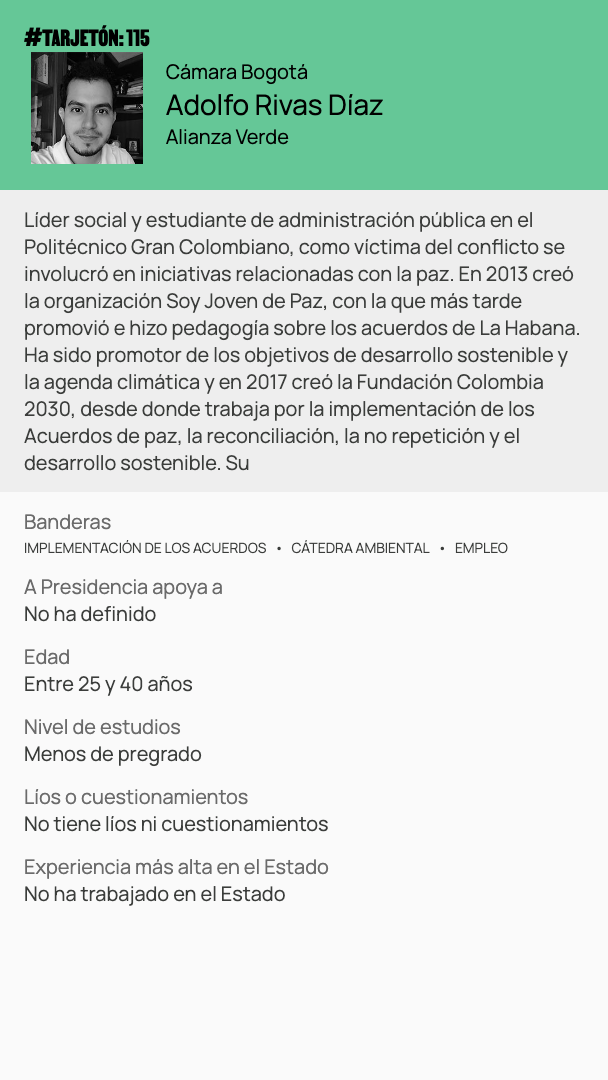 #TARJETÓN: 115
Cámara Bogotá
Adolfo Rivas Díaz
Alianza Verde
Líder social y estudiante de administración pública en el
Politécnico Gran Colombiano, como víctima del conflicto se
involucró en iniciativas relacionadas con la paz. En 2013 creó
la organización Soy Joven de Paz, con la que más tarde
promovió e hizo pedagogía sobre los acuerdos de La Habana.
Ha sido promotor de los objetivos de desarrollo sostenible y
la agenda climática y en 2017 creó la Fundación Colombia
2030, desde donde trabaja por la implementación de los
Acuerdos de paz, la reconciliación, la no repetición y el
desarrollo sostenible. Su
Banderas
IMPLEMENTACIÓN DE LOS ACUERDOS • CÁTEDRA AMBIENTAL • EMPLEO
A Presidencia apoya a
No ha definido
Edad
Entre 25 y 40 años
Nivel de estudios
Menos de pregrado
Líos o cuestionamientos
No tiene líos ni cuestionamientos
Experiencia más alta en el Estado
No ha trabajado en el Estado